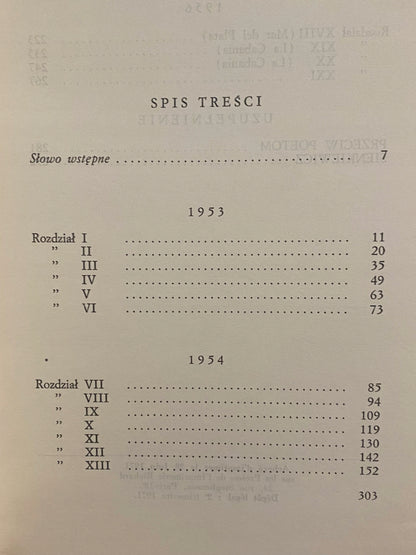 SPIS TREŚCI
Słowo wstępne . . . . . . . . . . . . . . . . . . . . . . . . . . . . . . . . . . 7
1953
Rozdział I . . . . . . . . . . . . . . . . . . . . . . . . . . . . . . . . . . 11
” II . . . . . . . . . . . . . . . . . . . . . . . . . . . . . . . . . . 20
” III . . . . . . . . . . . . . . . . . . . . . . . . . . . . . . . . . . 35
” IV . . . . . . . . . . . . . . . . . . . . . . . . . . . . . . . . . . 49
” V . . . . . . . . . . . . . . . . . . . . . . . . . . . . . . . . . . 63
” VI . . . . . . . . . . . . . . . . . . . . . . . . . . . . . . . . . . 73
1954
Rozdział VII . . . . . . . . . . . . . . . . . . . . . . . . . . . . . . . . . . 85
” VIII . . . . . . . . . . . . . . . . . . . . . . . . . . . . . . . . . . 94
” IX . . . . . . . . . . . . . . . . . . . . . . . . . . . . . . . . . . 109
” X . . . . . . . . . . . . . . . . . . . . . . . . . . . . . . . . . . 119
” XI . . . . . . . . . . . . . . . . . . . . . . . . . . . . . . . . . . 130
” XII . . . . . . . . . . . . . . . . . . . . . . . . . . . . . . . . . . 142
” XIII . . . . . . . . . . . . . . . . . . . . . . . . . . . . . . . . . . 152
303